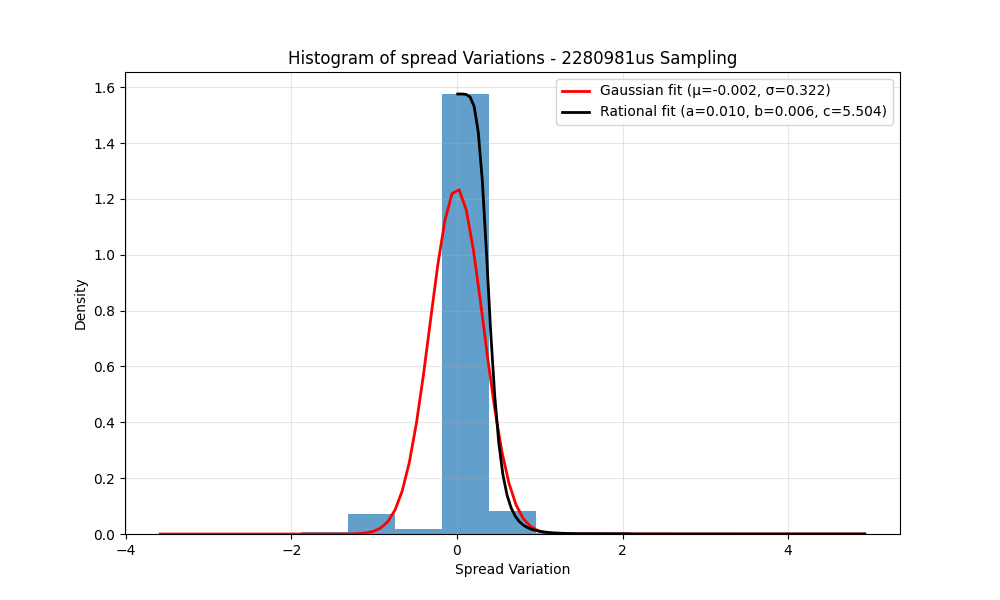 Histogram of spread Variations - 2280981us Sampling
Gaussian fit (μ=-0.002, σ=0.322)
Rational fit (a=0.010, b=0.006, c=5.504)
Density
1.6
1.4
1.2
1.0
0.8
0.6
0.4
0.2
0.0
−4
−2
0
2
4
Spread Variation